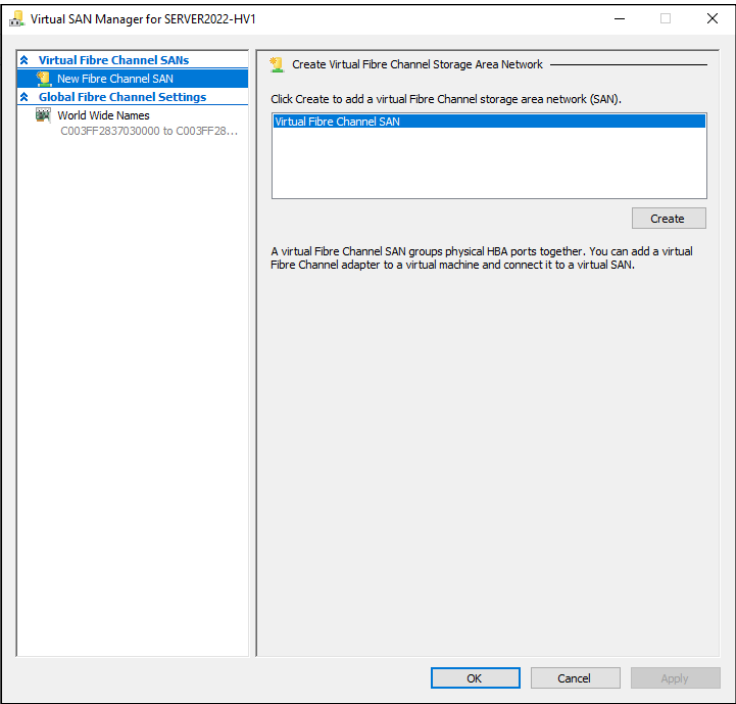 Virtual SAN Manager for SERVER2022-HV1
Virtual Fibre Channel SANs
New Fibre Channel SAN
Global Fibre Channel Settings
World Wide Names
C003FF2837030000 to C003FF28...
Create Virtual Fibre Channel Storage Area Network
Click Create to add a virtual Fibre Channel storage area network (SAN).
Virtual Fibre Channel SAN
Create
A virtual Fibre Channel SAN groups physical HBA ports together. You can add a virtual
Fibre Channel adapter to a virtual machine and connect it to a virtual SAN.
OK
Cancel
Apply